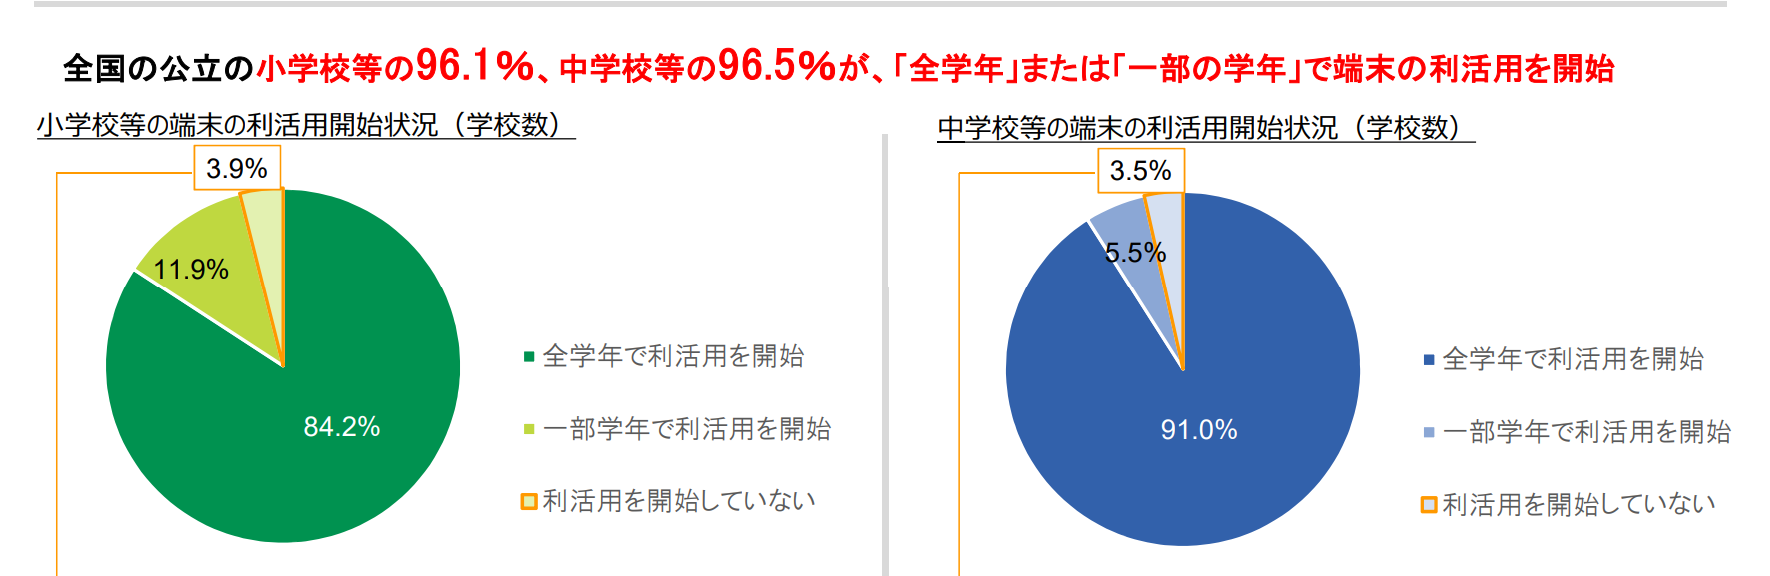 全国の公立の小学校等の96.1%、中学校等の96.5%が、「全学年」または「一部の学年」で端末の利活用を開始
小学校等の端末の利活用開始状況（学校数）
3.9%
11.9%
84.2%
全学年で利活用を開始
一部学年で利活用を開始
利活用を開始していない
中学校等の端末の利活用開始状況（学校数）
3.5%
5.5%
91.0%
全学年で利活用を開始
一部学年で利活用を開始
利活用を開始していない